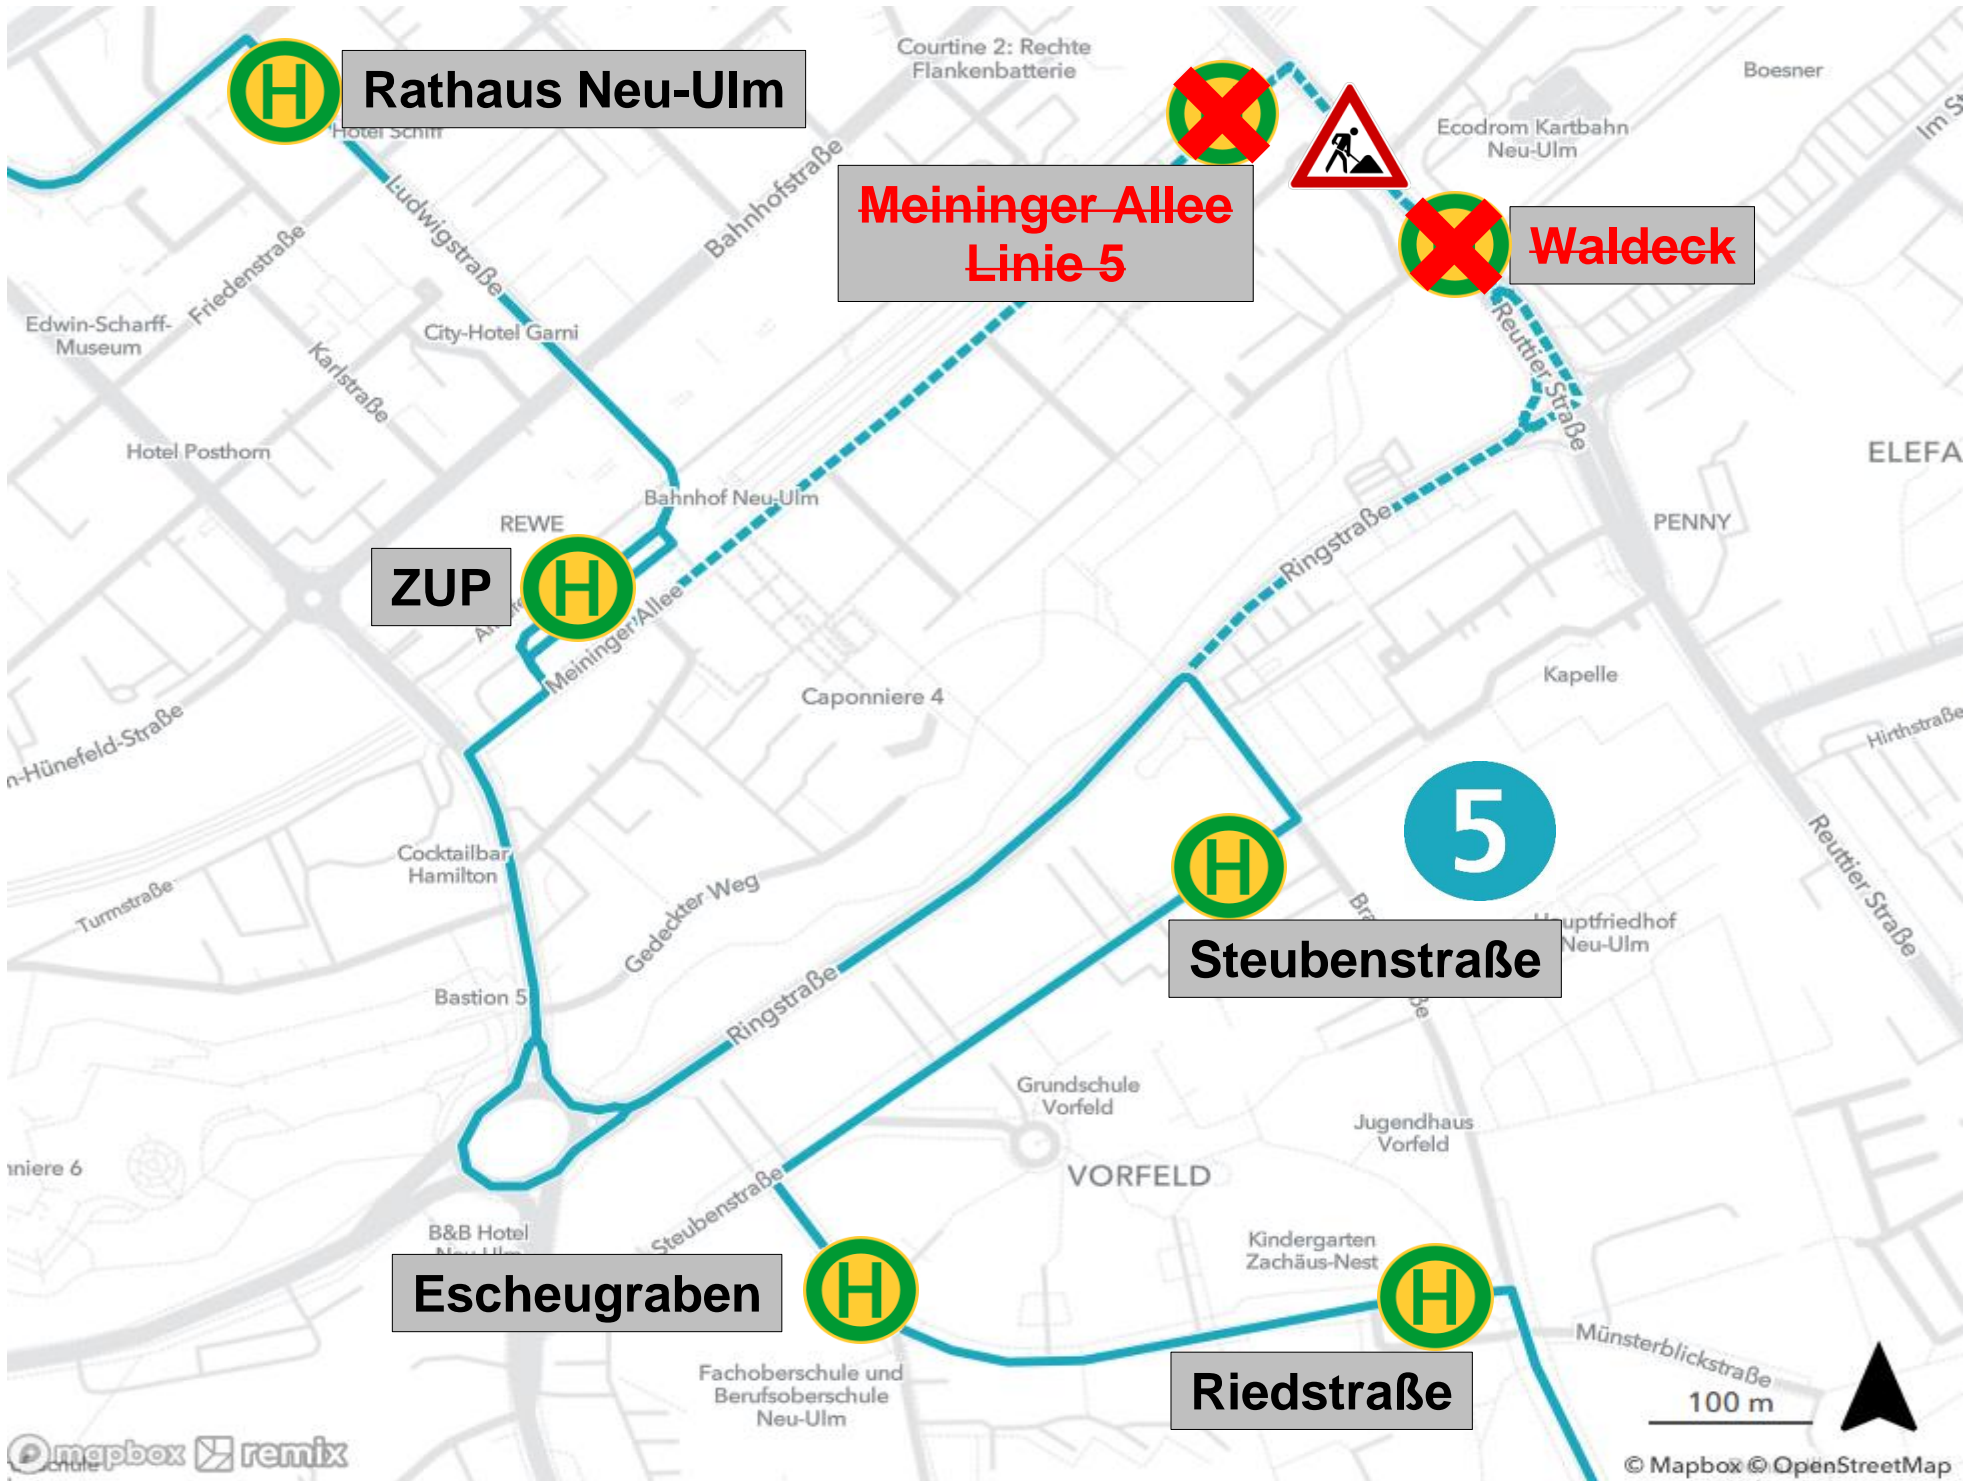 Courtine 2: Rechte
Flankenbatterie
Boesner
Rathaus Neu-Ulm
Hotel Schiff
Ecodrom Kartbahn
Neu-Ulm
Ludwigstraße
Bahnhofstraße
Meininger Allee
Linie 5
Waldeck
Friedenstraße
Edwin-Scharff-
Museum
City-Hotel Garni
Karlstraße
Reuttier Straße
Hotel Posthorn
ELEFA
Bahnhof Neu-Ulm
REWE
PENNY
Ringstraße
ZUP
H
Meininger Allee
Kapelle
Caponniere 4
n-Hünefeld-Straße
Hirthstraße
5
Cocktailbar
Hamilton
Turmstraße
Gedeckter Weg
H
Reuttier Straße
Hauptfriedhof
Neu-Ulm
Steubenstraße
Bastion 5
Ringstraße
Grundschule
Vorfeld
Jugendhaus
Vorfeld
nniere 6
VORFELD
Steubenstraße
B&B Hotel
Neu-Ulm
Kindergarten
Zachäus-Nest
Escheugraben
H
H
Münsterblickstraße
Fachoberschule und
Berufsoberschule
Neu-Ulm
Riedstraße
100 m
mapbox remix
© Mapbox © OpenStreetMap
H